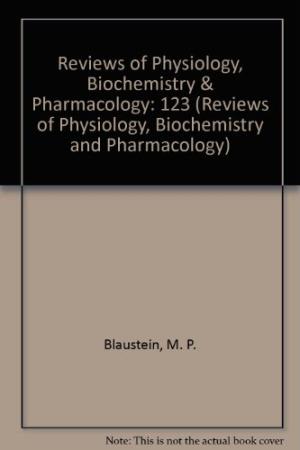 Reviews of Physiology,
Biochemistry &
Pharmacology: 123 (Reviews
of Physiology, Biochemistry
and Pharmacology)
Blaustein, M. P.
Note: This is not the actual book cover